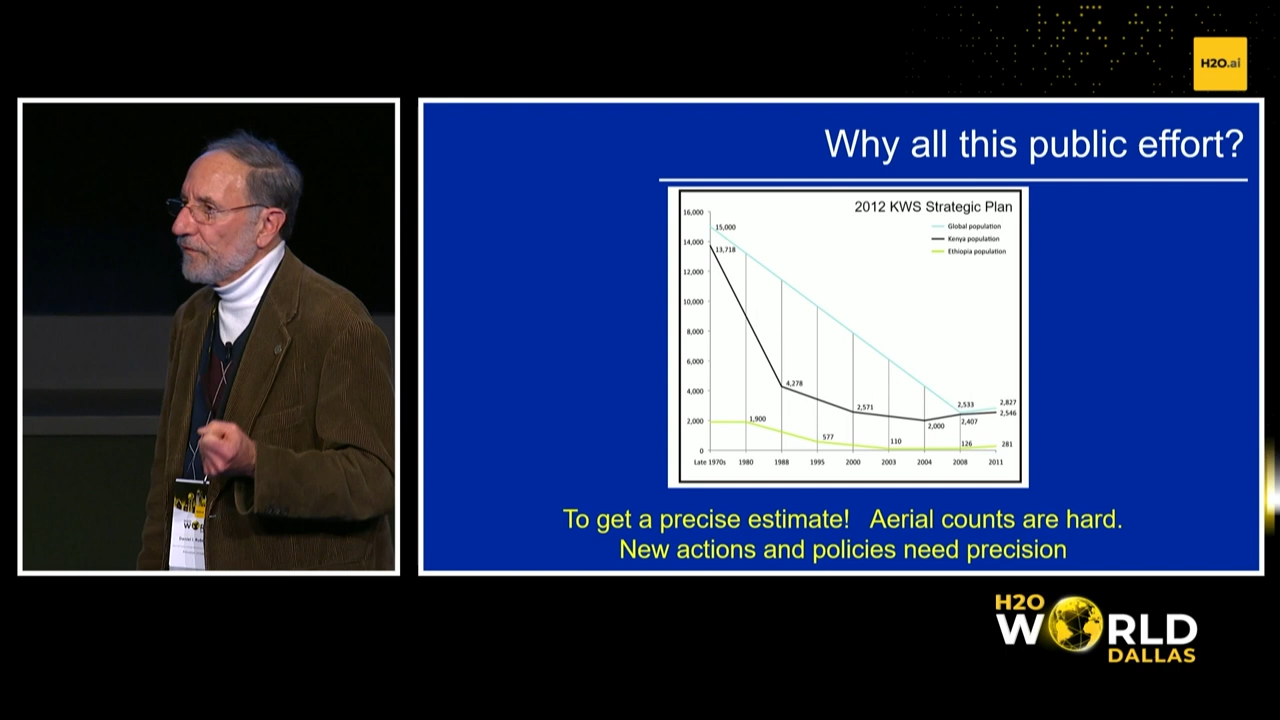 H2O.ai
Why all this public effort?
2012 KWS Strategic Plan
Global population
Kenya population
Ethiopia population
16,000
14,000
12,000
10,000
8,000
6,000
4,000
2,000
0
15,000
13,718
4,278
2,571
2,000
2,533
2,407
2,827
2,546
1,900
577
110
126
281
Late 1970s 1980 1988 1995 2000 2003 2004 2008 2011
To get a precise estimate! Aerial counts are hard.
New actions and policies need precision
WORLD
Daniel I.
H2O
WORLD
DALLAS